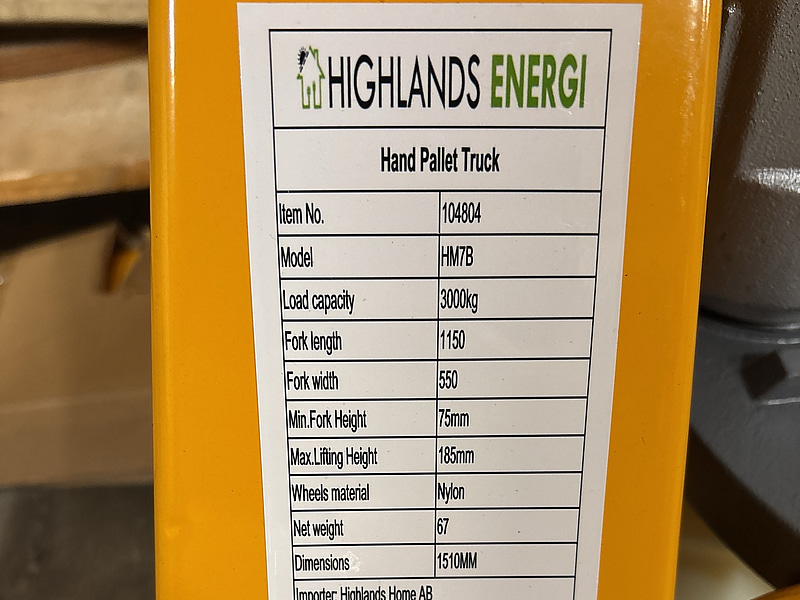 HIGHLANDS ENERGI
Hand Pallet Truck
Item No. 104804
Model HM7B
Load capacity 3000kg
Fork length 1150
Fork width 550
Min.Fork Height 75mm
Max.Lifting Height 185mm
Wheels material Nylon
Net weight 67
Dimensions 1510MM
Importer: Highlands Home AB